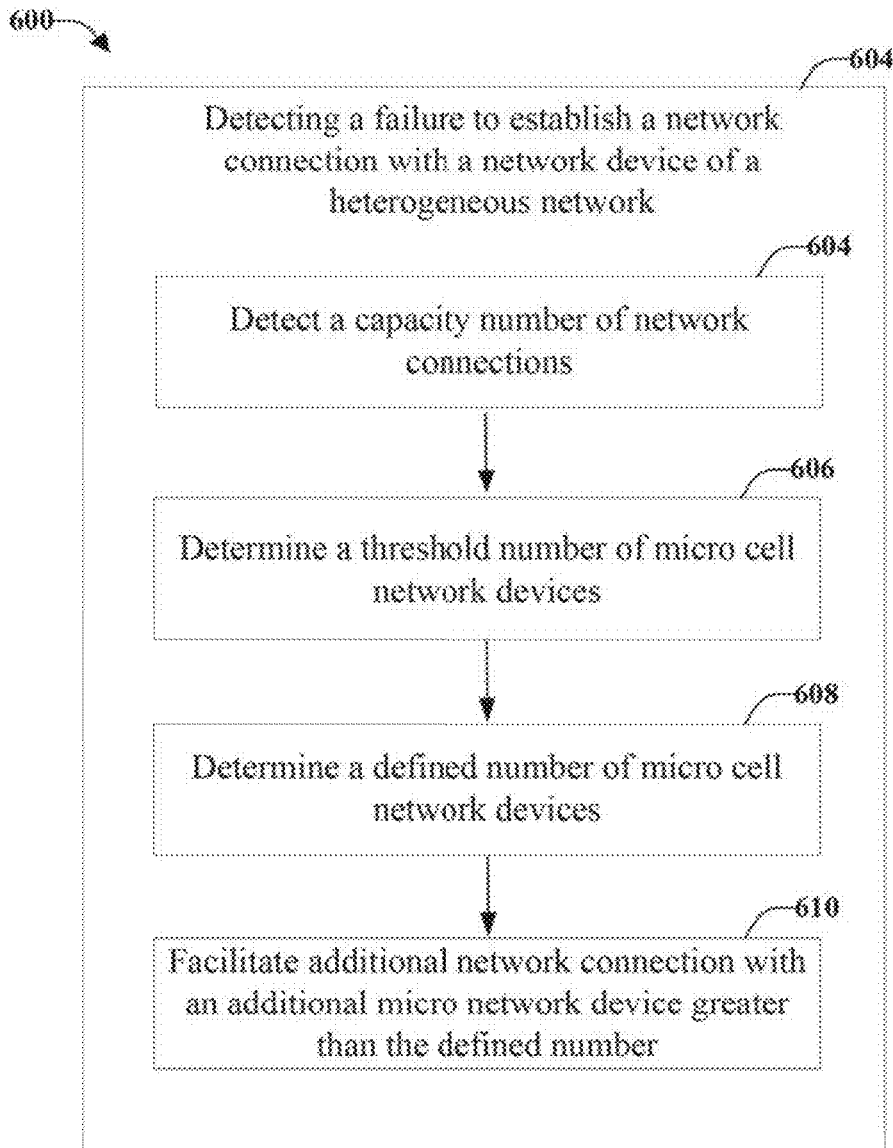 600
604
Detecting a failure to establish a network
connection with a network device of a
heterogeneous network
604
Detect a capacity number of network
connections
606
Determine a threshold number of micro cell
network devices
608
Determine a defined number of micro cell
network devices
610
Facilitate additional network connection with
an additional micro network device greater
than the defined number